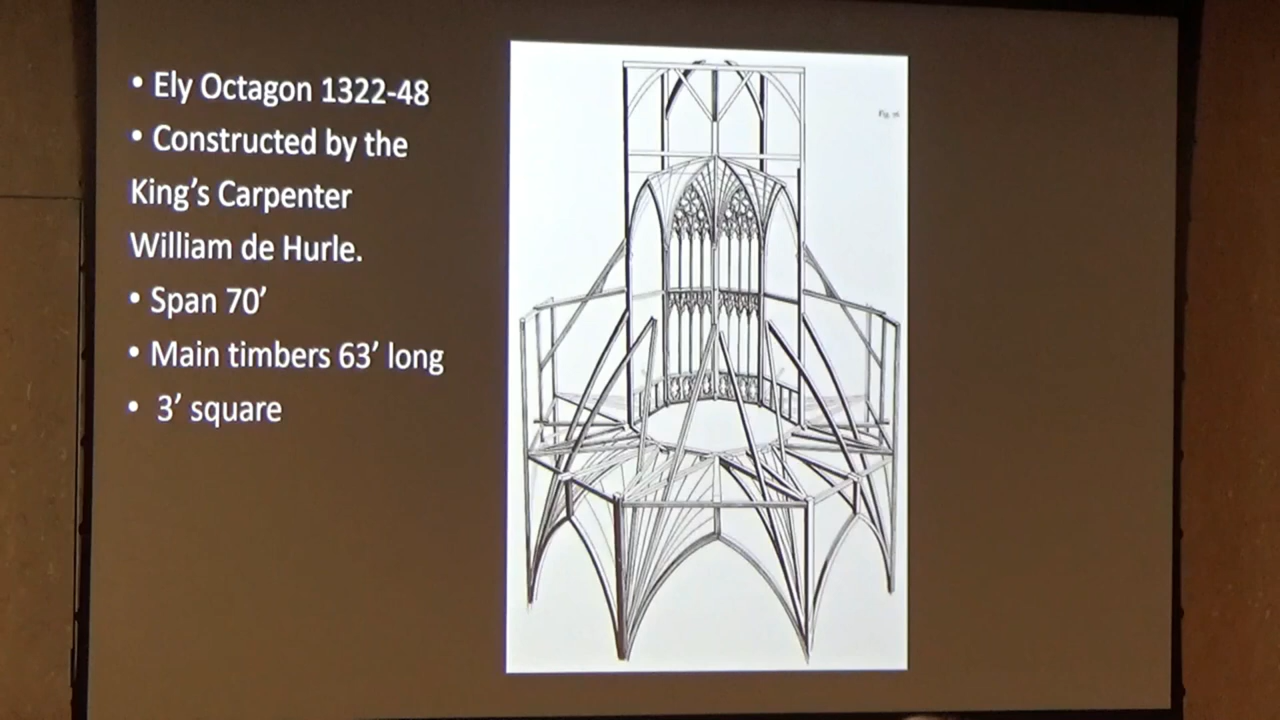 • Ely Octagon 1322-48
• Constructed by the
King's Carpenter
William de Hurle.
• Span 70'
• Main timbers 63' long
• 3' square